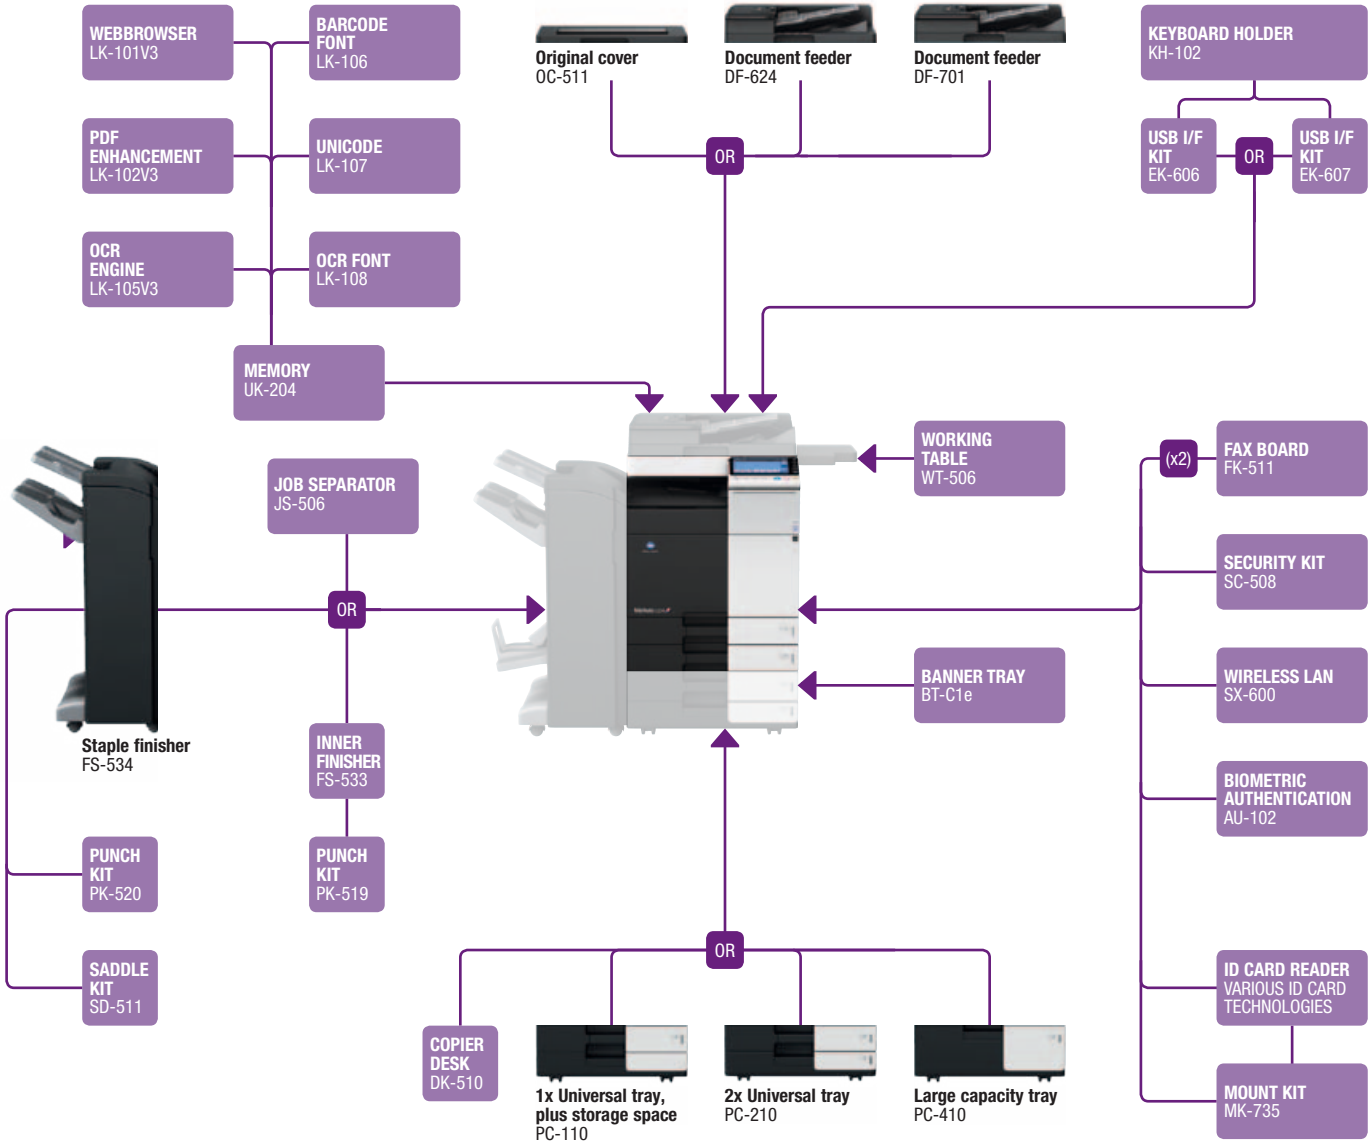 WEBBROWSER
LK-101V3
BARCODE
FONT
LK-106
Original cover
OC-511
Document feeder
DF-624
Document feeder
DF-701
KEYBOARD HOLDER
KH-102
PDF
ENHANCEMENT
LK-102V3
UNICODE
LK-107
OR
USB I/F
KIT
EK-606
OR
USB I/F
KIT
EK-607
OCR
ENGINE
LK-105V3
OCR FONT
LK-108
MEMORY
UK-204
WORKING
TABLE
WT-506
(x2)
FAX BOARD
FK-511
JOB SEPARATOR
JS-506
SECURITY KIT
SC-508
OR
BANNER TRAY
BT-C1e
WIRELESS LAN
SX-600
Staple finisher
FS-534
INNER
FINISHER
FS-533
BIOMETRIC
AUTHENTICATION
AU-102
PUNCH
KIT
PK-520
PUNCH
KIT
PK-519
OR
SADDLE
KIT
SD-511
ID CARD READER
VARIOUS ID CARD
TECHNOLOGIES
COPIER
DESK
DK-510
1x Universal tray,
plus storage space
PC-110
2x Universal tray
PC-210
Large capacity tray
PC-410
MOUNT KIT
MK-735